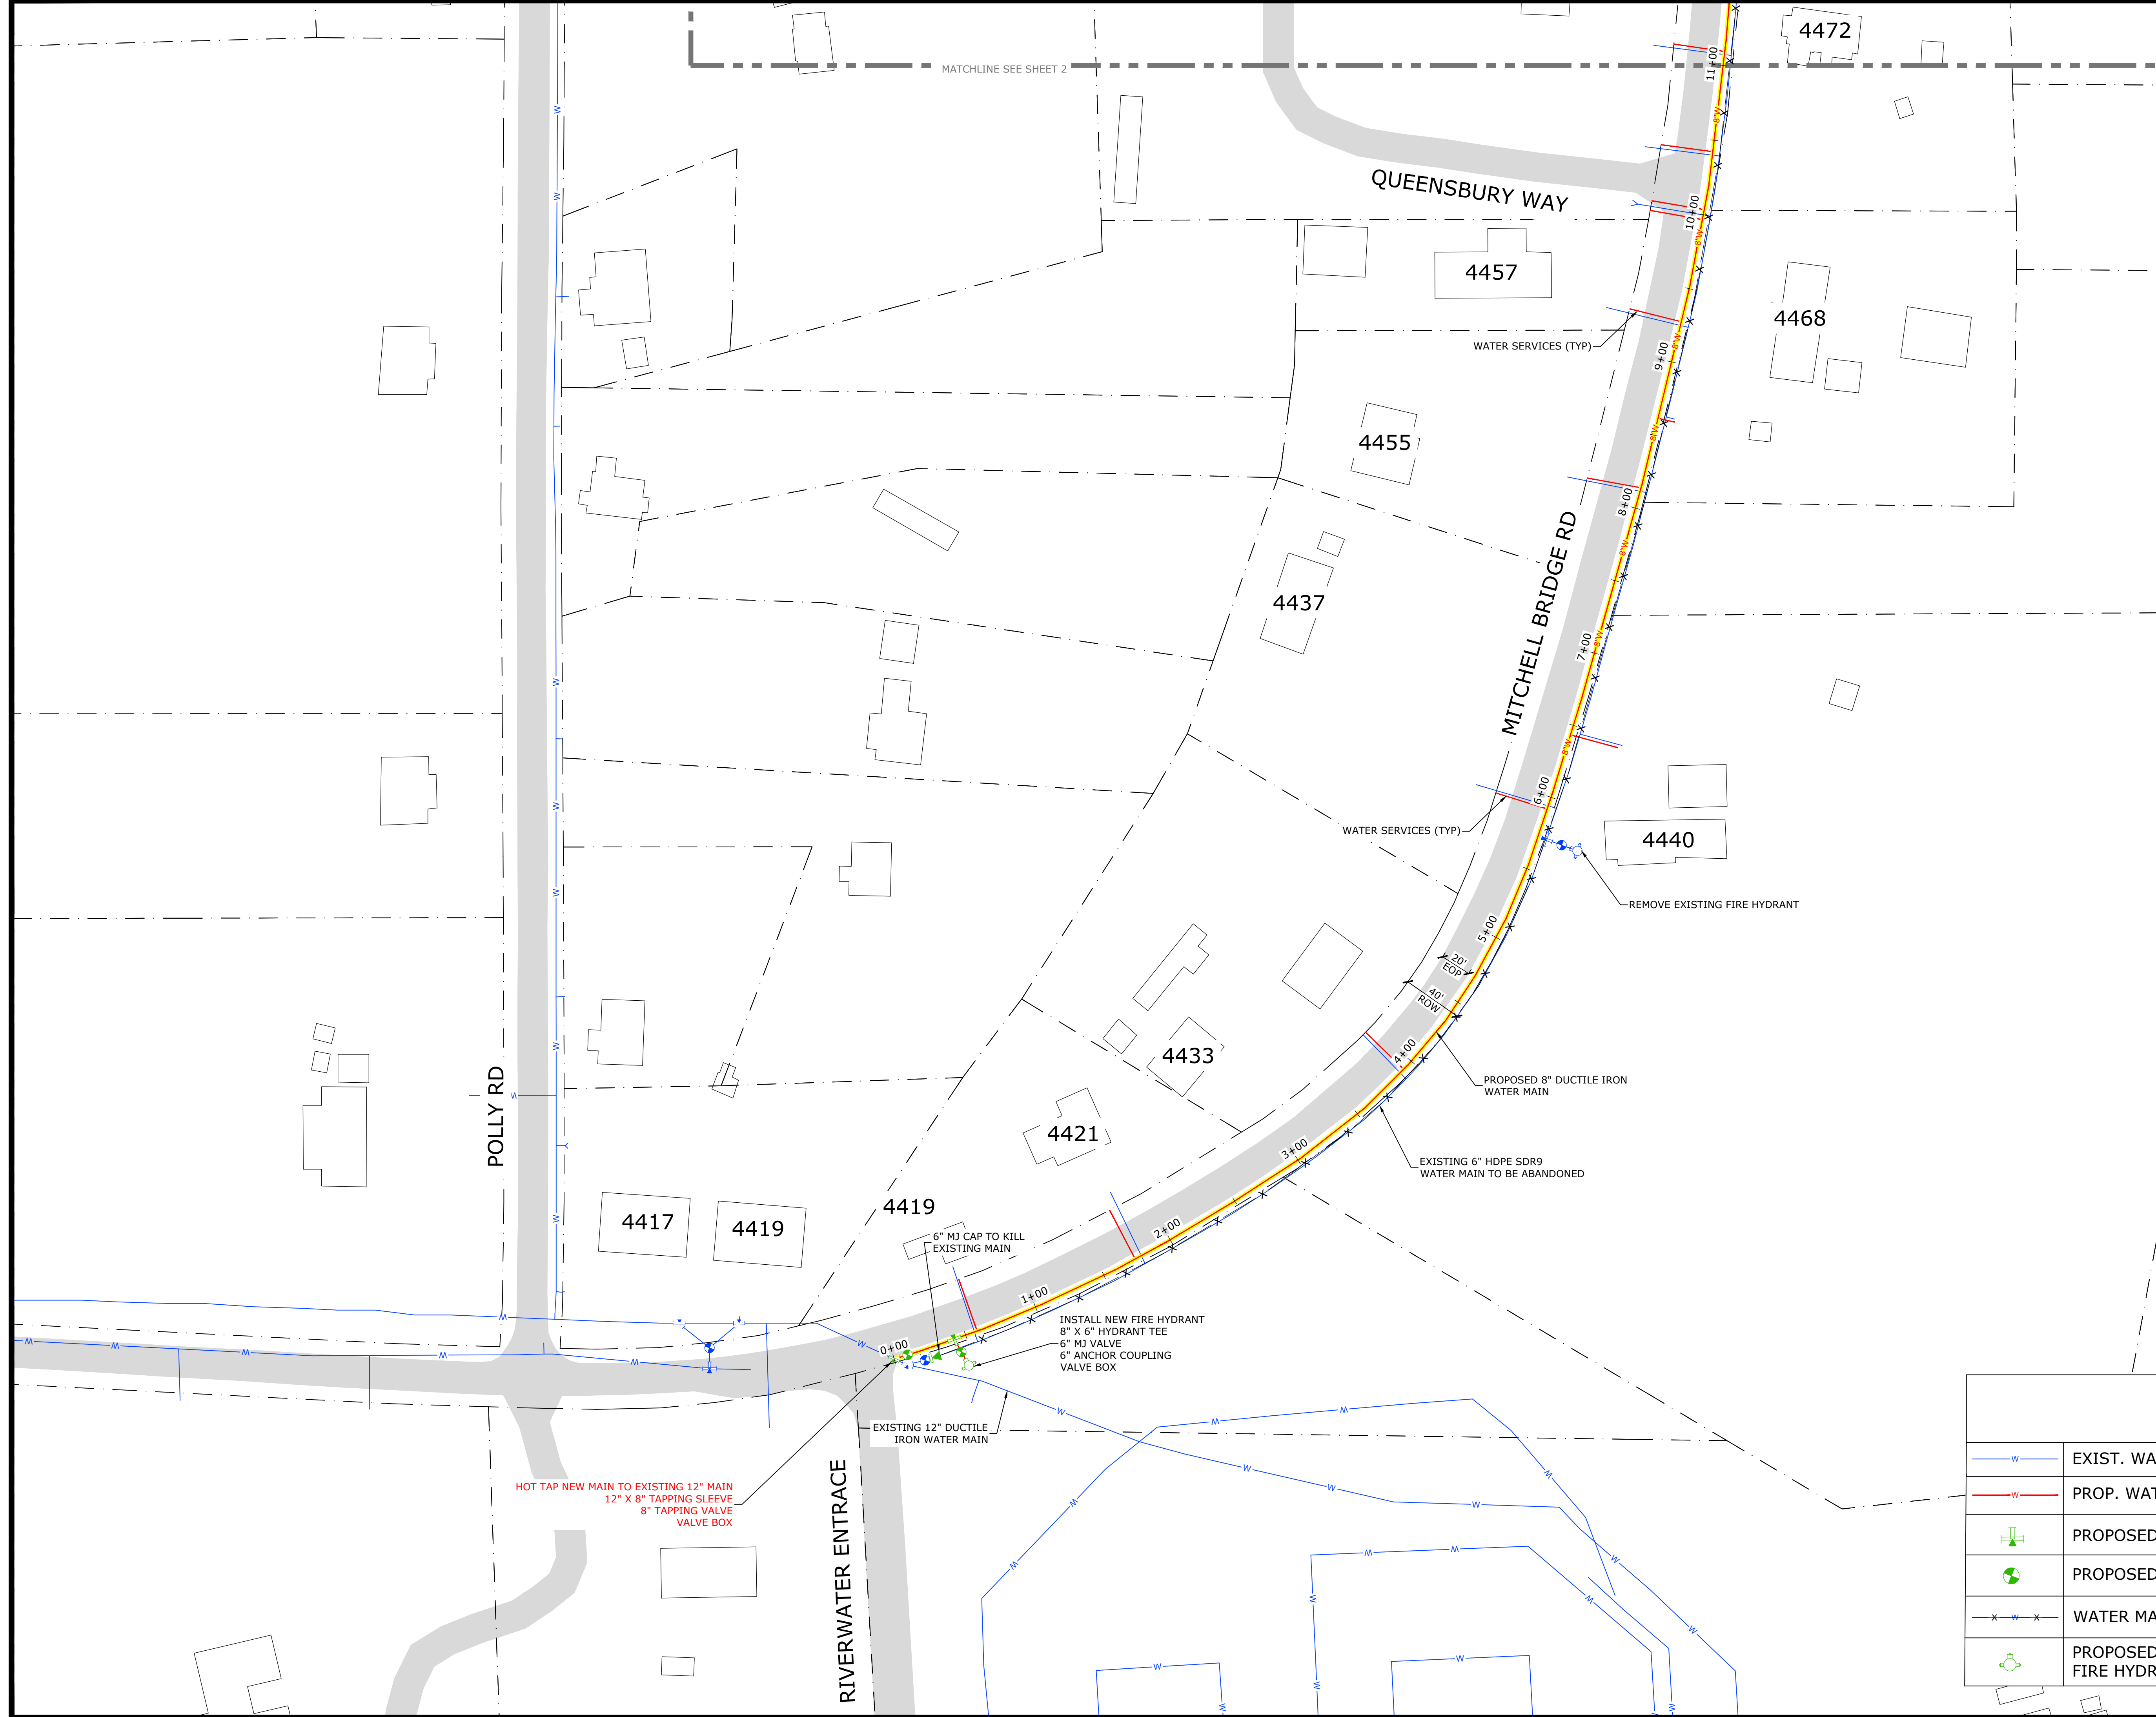 4472
MATCHLINE SEE SHEET 2
11+00
8"W
QUEENSBURY WAY
10+00
8"W
4457
4468
WATER SERVICES (TYP)
9+00
8"W
4455
8"W
8+00
8"W
MITCHELL BRIDGE RD
4437
7+00
8"W
8"W
6+00
WATER SERVICES (TYP)
4440
REMOVE EXISTING FIRE HYDRANT
5+00
20'
EOP
40'
ROW
4+00
4433
PROPOSED 8" DUCTILE IRON
WATER MAIN
POLLY RD
4421
3+00
EXISTING 6" HDPE SDR9
WATER MAIN TO BE ABANDONED
4417
4419
4419
2+00
6" MJ CAP TO KILL
EXISTING MAIN
1+00
INSTALL NEW FIRE HYDRANT
8" X 6" HYDRANT TEE
6" MJ VALVE
6" ANCHOR COUPLING
VALVE BOX
0+00
EXISTING 12" DUCTILE
IRON WATER MAIN
HOT TAP NEW MAIN TO EXISTING 12" MAIN
12" X 8" TAPPING SLEEVE
8" TAPPING VALVE
VALVE BOX
RIVERWATER ENTRACE
W EXIST. WA
W PROP. WAT
PROPOSED
PROPOSED
X W X WATER MA
PROPOSED
FIRE HYDR